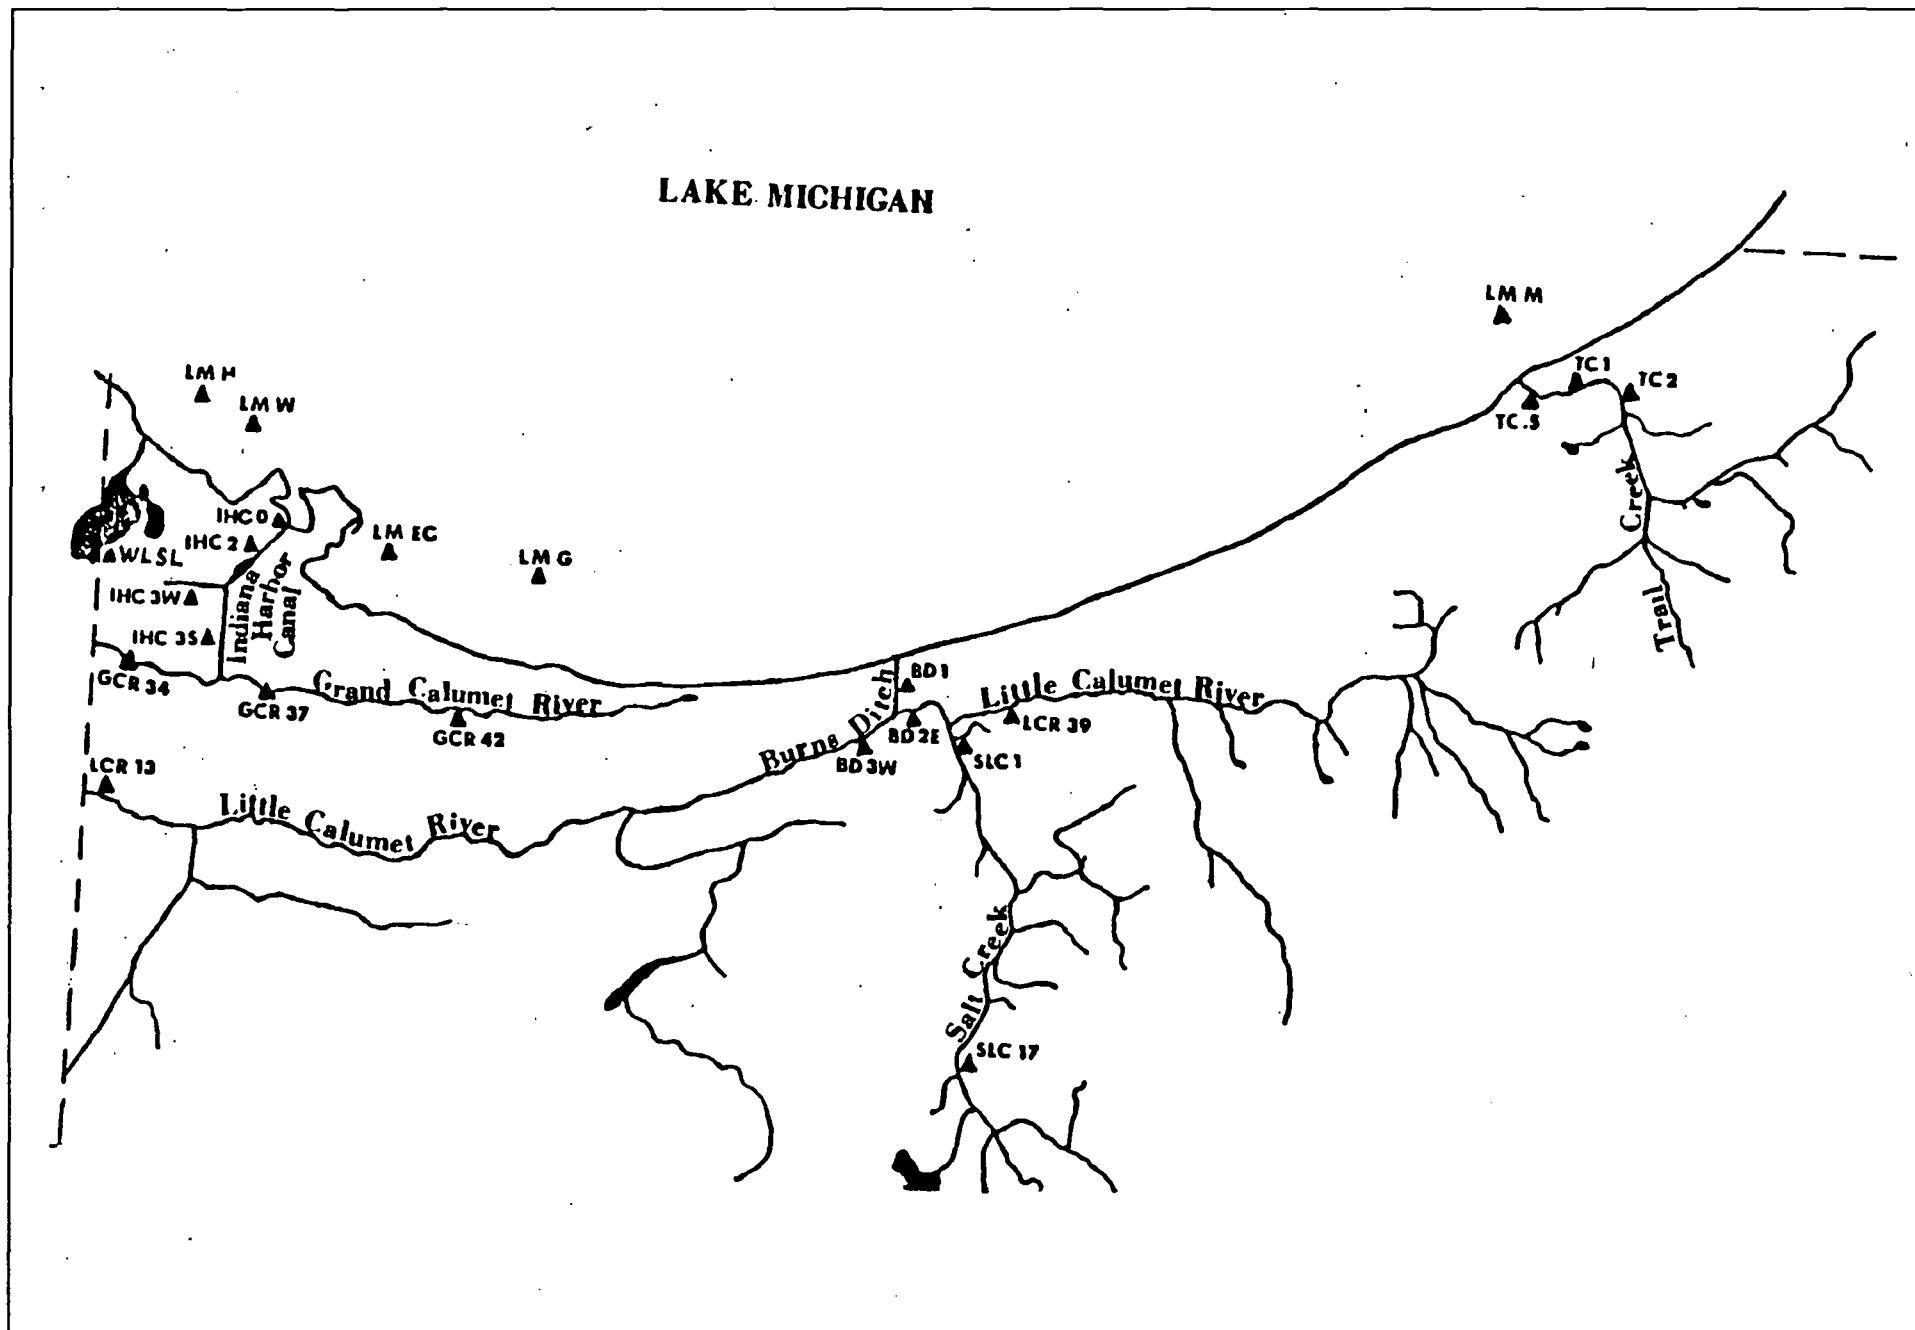 LAKE MICHIGAN
LM M
LM H
LM W
TC 1
TC 2
TC .5
IHC 0
IHC 2
WLSL
LM EC
LM G
IHC 3W
IHC 3S
Indiana
Harbor
Canal
Creek
Trail
GCR 34
GCR 37
Grand Calumet River
GCR 42
BD 1
Little Calumet River
LCR 39
BD 2E
Burns Ditch
BD 3W
SLC 1
LCR 13
Little Calumet River
Salt Creek
SLC 17